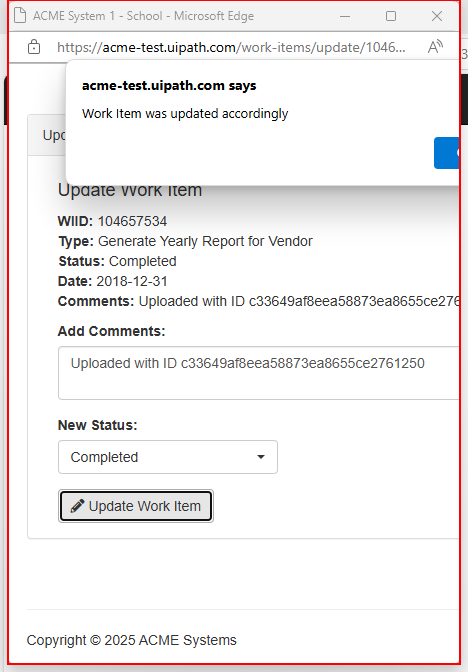 ACME System 1 - School - Microsoft Edge
https://acme-test.uipath.com/work-items/update/1046...
acme-test.uipath.com says
Work Item was updated accordingly
Upd
Update Work Item
WIID: 104657534
Type: Generate Yearly Report for Vendor
Status: Completed
Date: 2018-12-31
Comments: Uploaded with ID c33649af8eea58873ea8655ce276
Add Comments:
Uploaded with ID c33649af8eea58873ea8655ce2761250
New Status:
Completed
Update Work Item
Copyright © 2025 ACME Systems